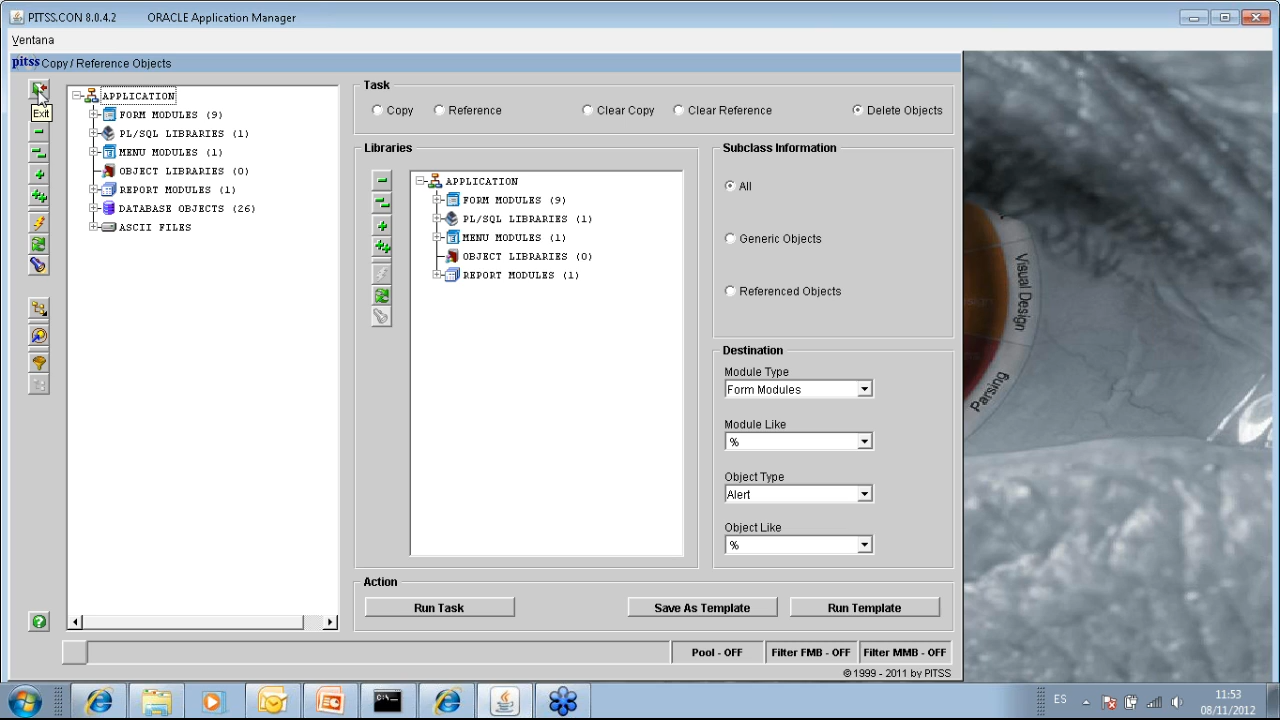 PITSS.CON 8.0.4.2 ORACLE Application Manager
Ventana
pitss Copy / Reference Objects
Exit
APPLICATION
FORM MODULES (9)
PL/SQL LIBRARIES (1)
MENU MODULES (1)
OBJECT LIBRARIES (0)
REPORT MODULES (1)
DATABASE OBJECTS (26)
ASCII FILES
Task
Copy Reference Clear Copy Clear Reference Delete Objects
Libraries
APPLICATION
FORM MODULES (9)
PL/SQL LIBRARIES (1)
MENU MODULES (1)
OBJECT LIBRARIES (0)
REPORT MODULES (1)
Subclass Information
All
Generic Objects
Referenced Objects
Destination
Module Type
Form Modules
Module Like
%
Object Type
Alert
Object Like
%
Action
Run Task Save As Template Run Template
Pool - OFF Filter FMB - OFF Filter MMB - OFF
© 1999 - 2011 by PITSS
Visual Design
Parsing
ES
11:53
08/11/2012